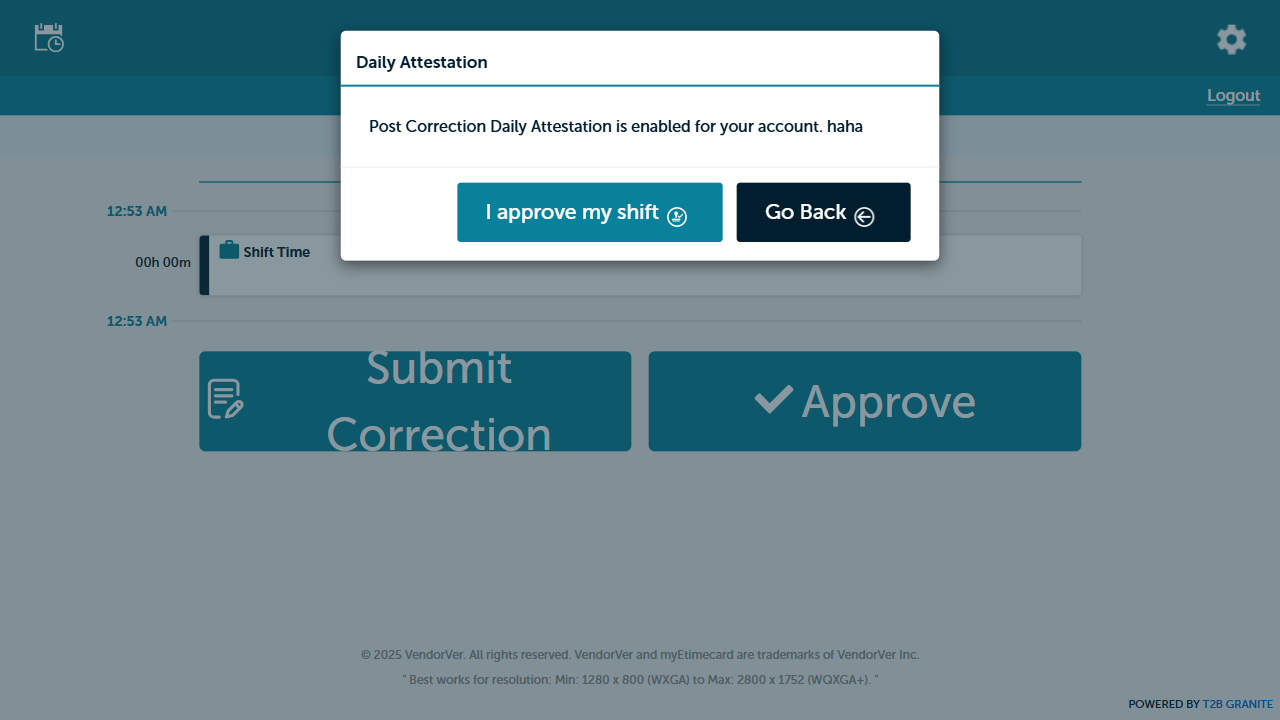 Daily Attestation
Logout
Post Correction Daily Attestation is enabled for your account. haha
I approve my shift
Go Back
12:53 AM
00h 00m
Shift Time
12:53 AM
Submit
Correction
Approve
© 2025 VendorVer. All rights reserved. VendorVer and myEtimecard are trademarks of VendorVer Inc.
" Best works for resolution: Min: 1280 x 800 (WXGA) to Max: 2800 x 1752 (WQXGA+). "
POWERED BY T2B GRANITE